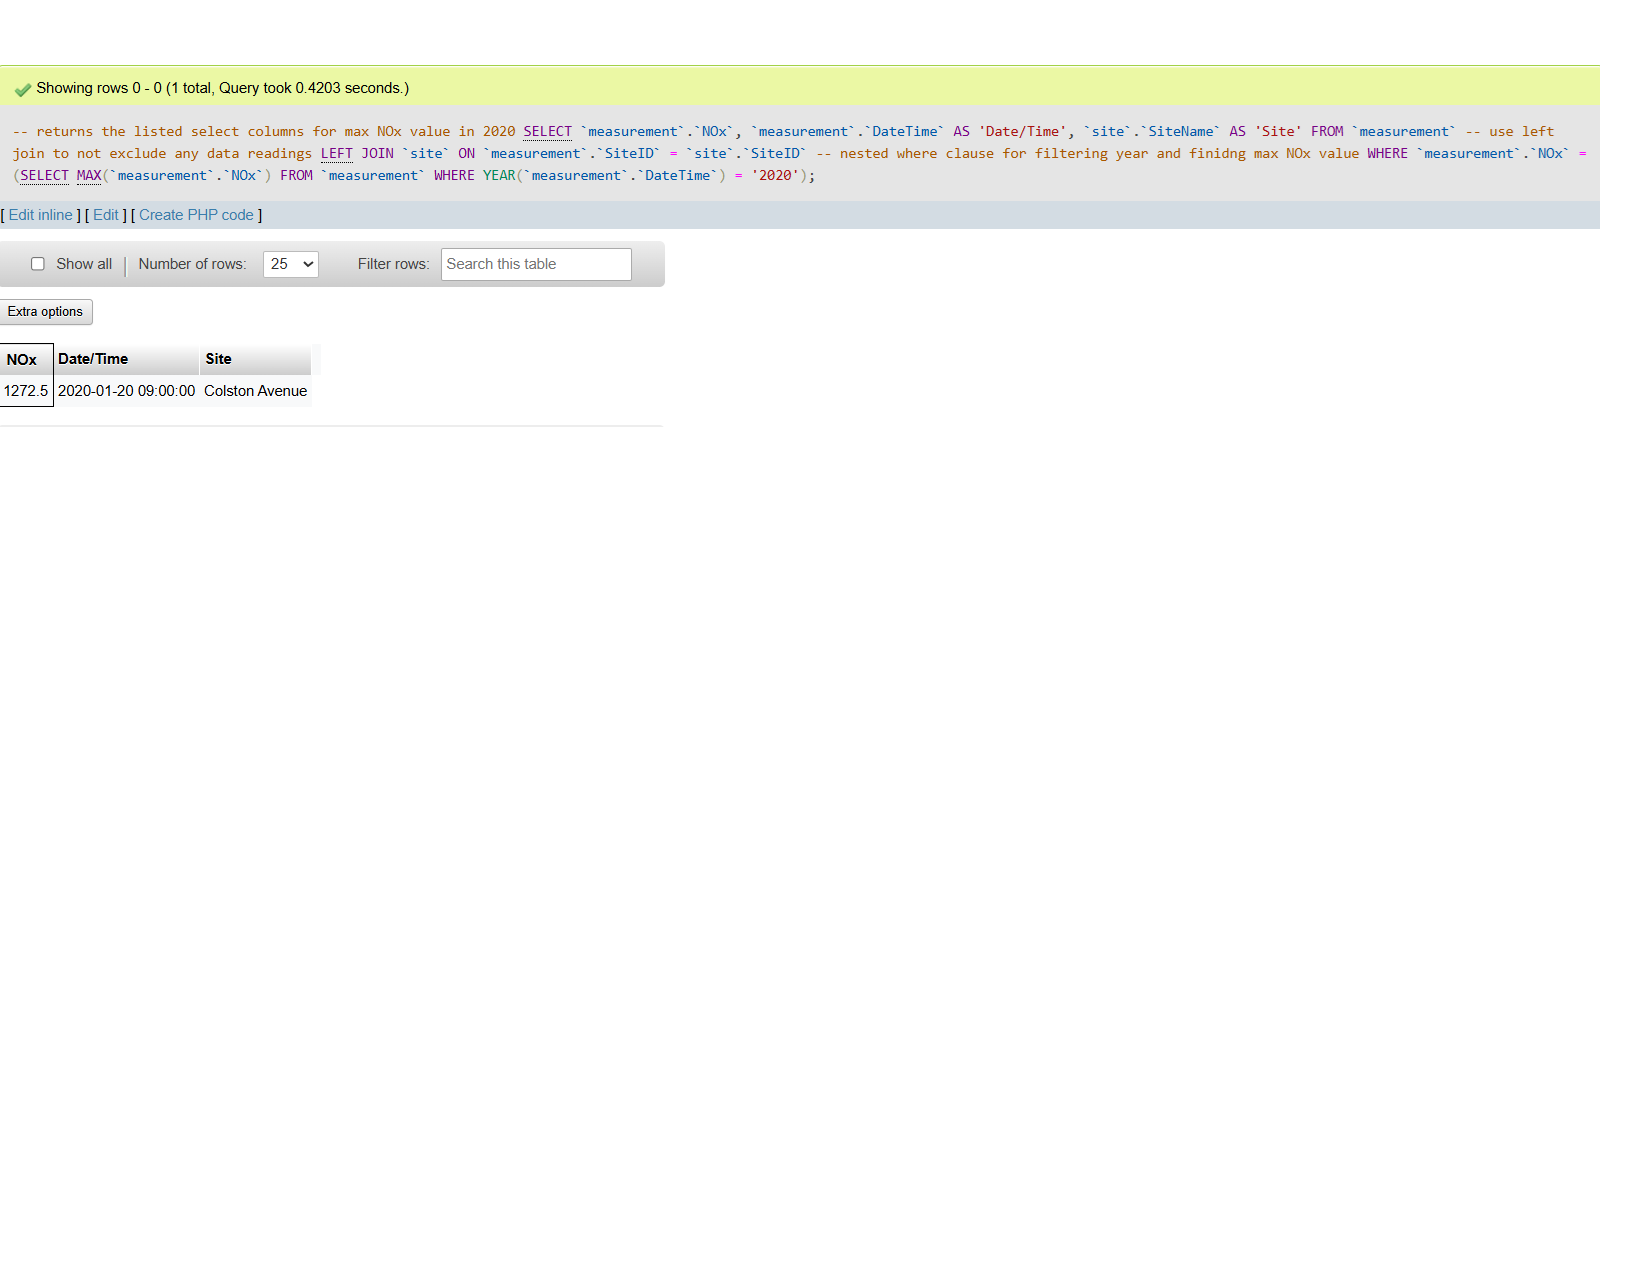 Showing rows 0 - 0 (1 total, Query took 0.4203 seconds.)
-- returns the listed select columns for max NOx value in 2020 SELECT `measurement`.`NOx`, `measurement`.`DateTime` AS 'Date/Time', `site`.`SiteName` AS 'Site' FROM `measurement` -- use left
join to not exclude any data readings LEFT JOIN `site` ON `measurement`.`SiteID` = `site`.`SiteID` -- nested where clause for filtering year and finidng max NOx value WHERE `measurement`.`NOx` =
(SELECT MAX(`measurement`.`NOx`) FROM `measurement` WHERE YEAR(`measurement`.`DateTime`) = '2020');
[ Edit inline ] [ Edit ] [ Create PHP code ]
Show all | Number of rows: 25 Filter rows: Search this table
Extra options
NOx Date/Time Site
1272.5 2020-01-20 09:00:00 Colston Avenue